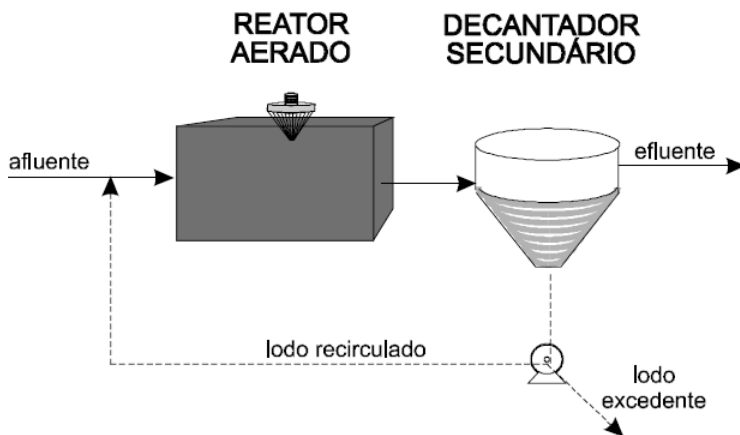 REATOR
AERADO
DECANTADOR
SECUNDÁRIO
afluente
efluente
lodo recirculado
lodo
excedente